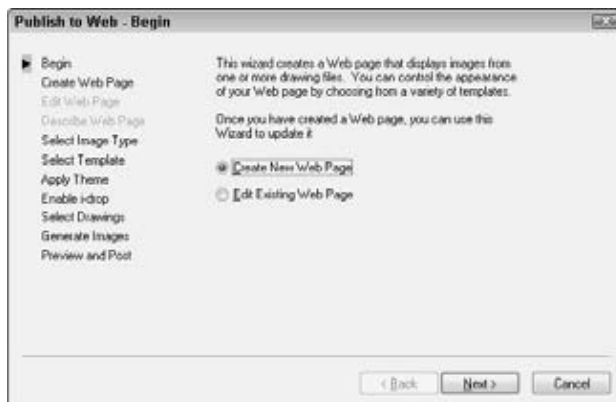 Publish to Web - Begin
Begin
Create Web Page
Edit Web Page
Describe Web Page
Select Image Type
Select Template
Apply Theme
Enable i-drop
Select Drawings
Generate Images
Preview and Post
This wizard creates a Web page that displays images from
one or more drawing files. You can control the appearance
of your Web page by choosing from a variety of templates.
Once you have created a Web page, you can use this
Wizard to update it
Create New Web Page
Edit Existing Web Page
< Back
Next >
Cancel